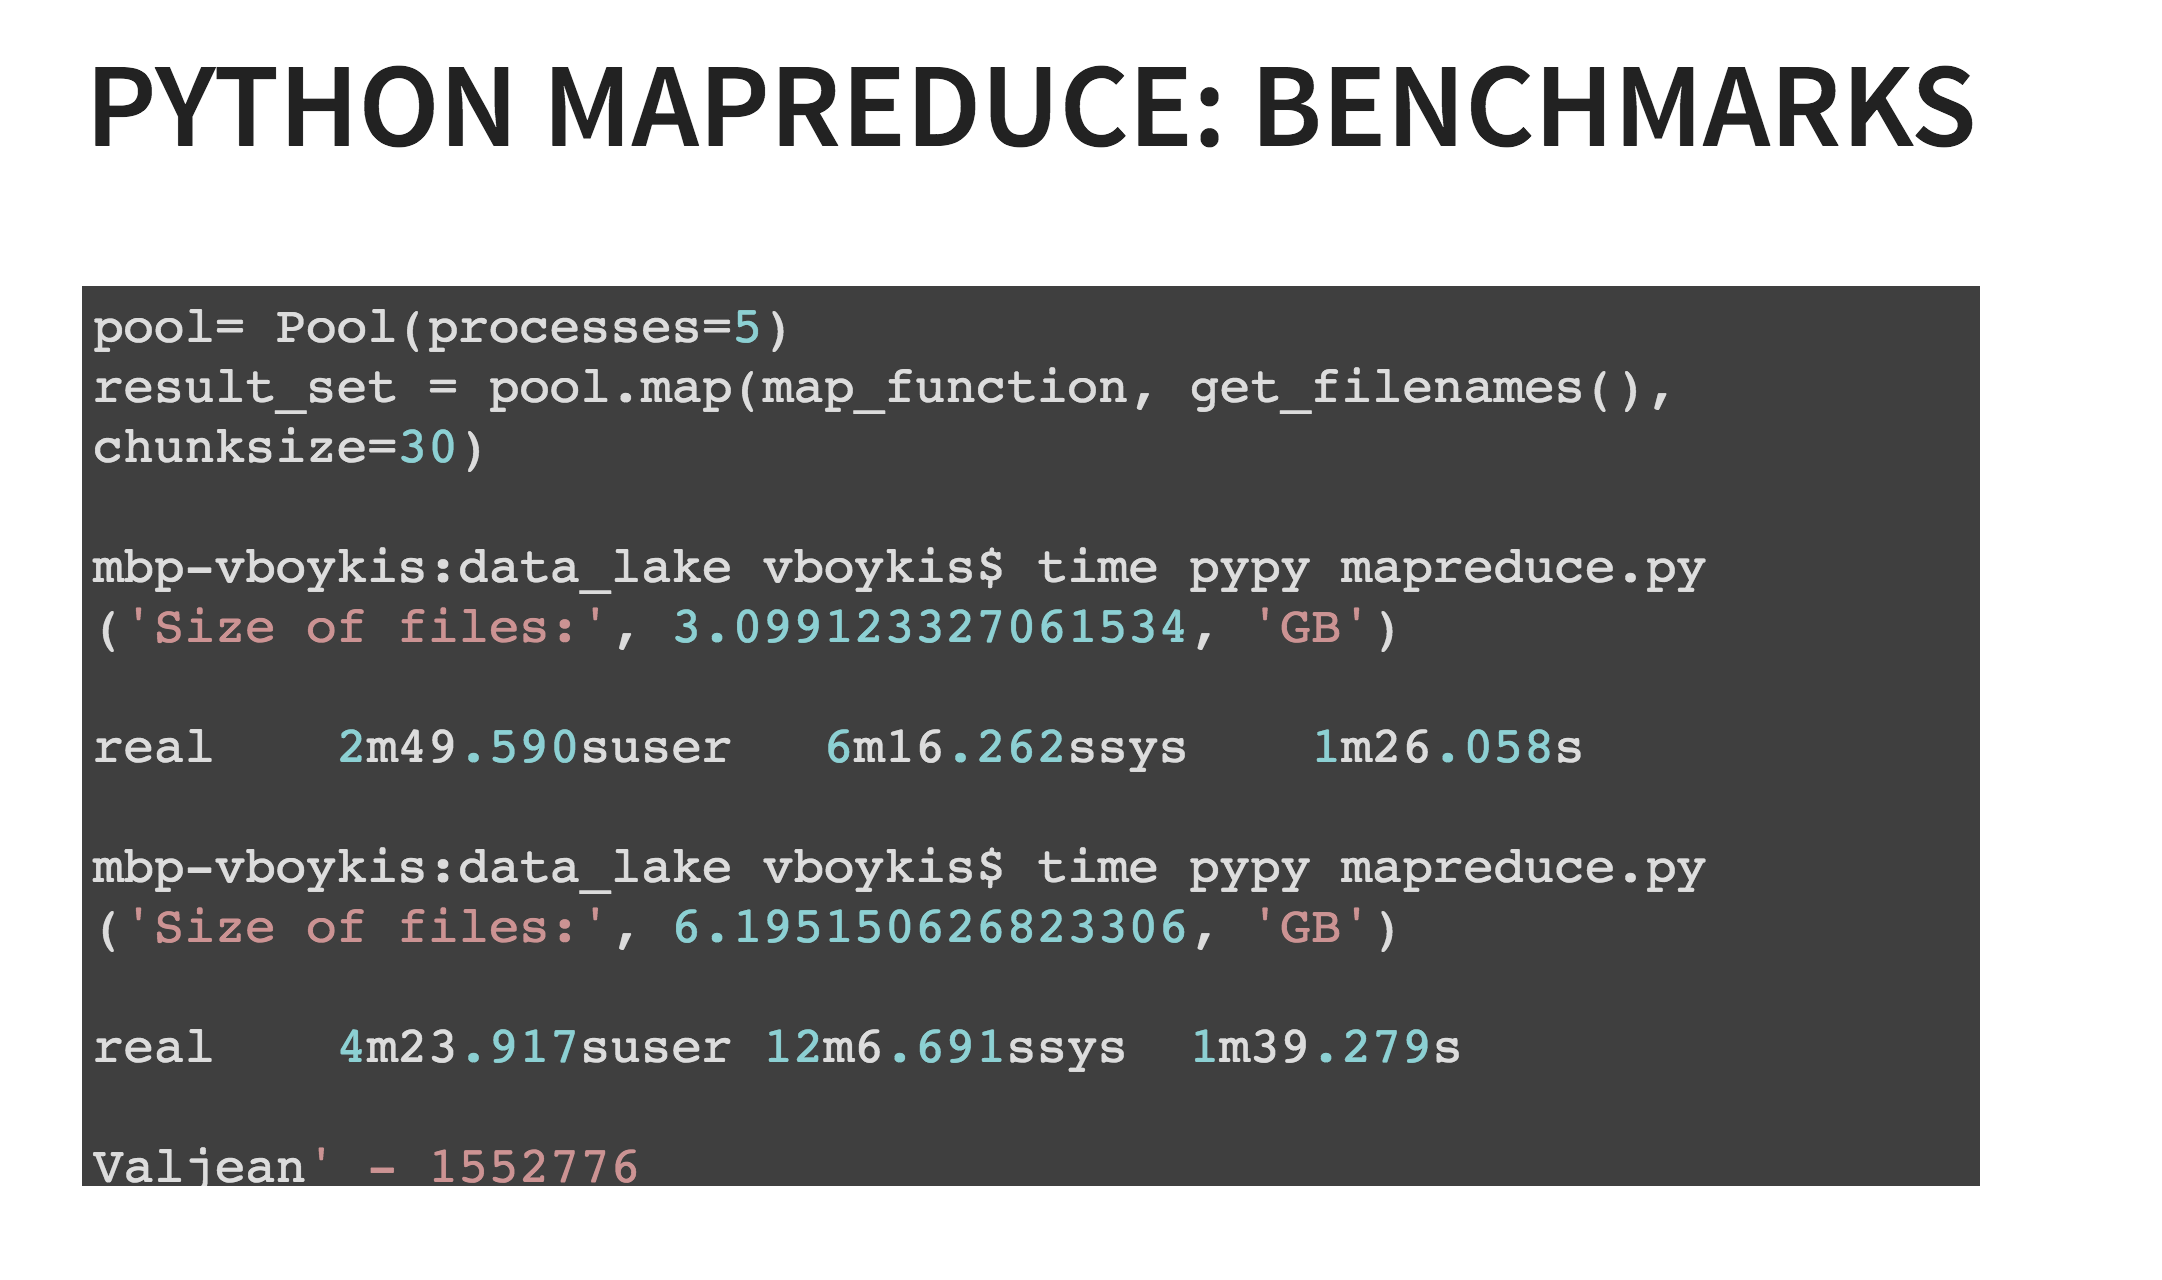 PYTHON MAPREDUCE: BENCHMARKS
pool= Pool(processes=5)
result_set = pool.map(map_function, get_filenames(),
chunksize=30)
mbp-vboykis:data_lake vboykis$ time pypy mapreduce.py
('Size of files:', 3.099123327061534, 'GB')
real    2m49.590suser   6m16.262ssys    1m26.058s
mbp-vboykis:data_lake vboykis$ time pypy mapreduce.py
('Size of files:', 6.195150626823306, 'GB')
real    4m23.917suser 12m6.691ssys  1m39.279s
Valjean' - 1552776